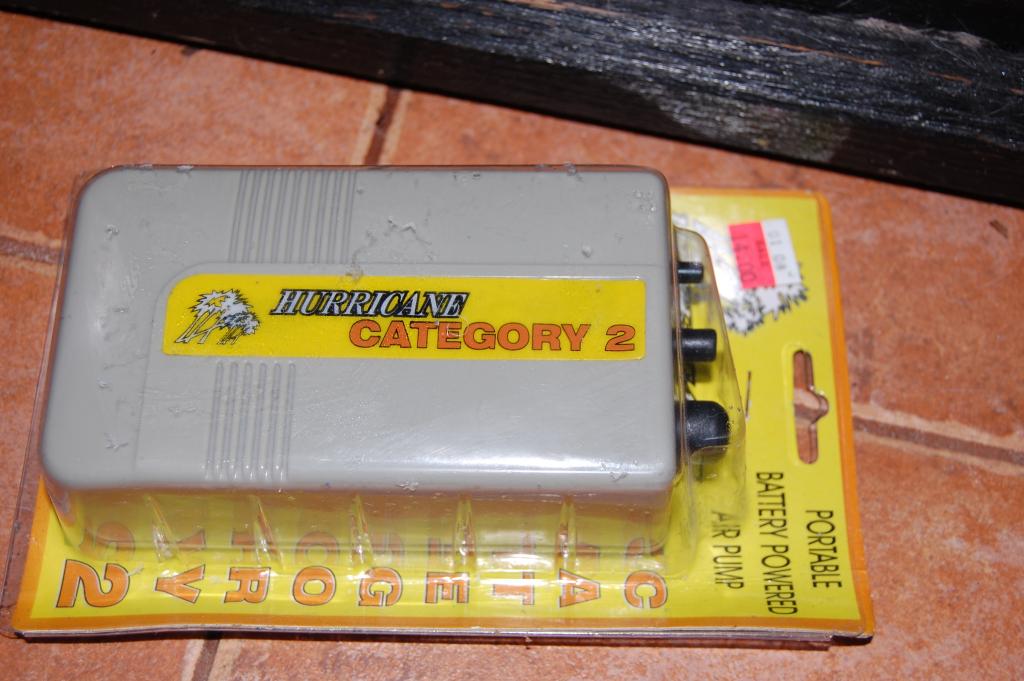 HURRICANE
CATEGORY 2
PORTABLE
BATTERY POWERED
AIR PUMP
CATEGORY 2